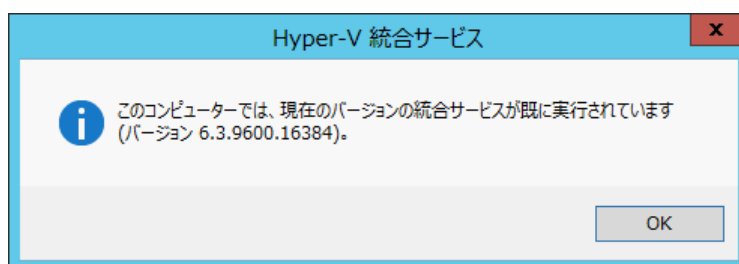 Hyper-V 統合サービス
x
このコンピューターでは、現在のバージョンの統合サービスが既に実行されています
(バージョン 6.3.9600.16384)。
OK